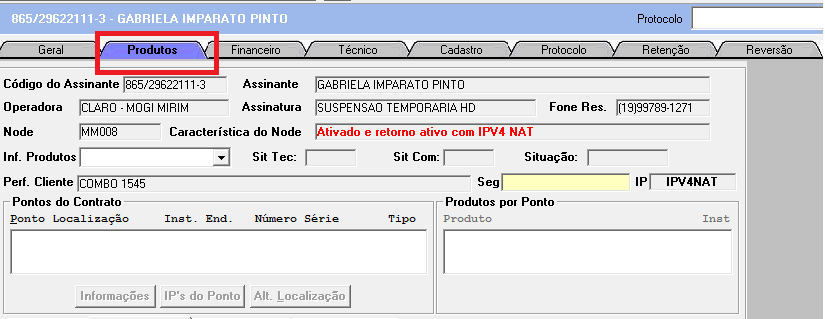 865/29622111-3 - GABRIELA IMPARATO PINTO Protocolo
Geral Produtos Financeiro Técnico Cadastro Protocolo Retenção Reversão
Código do Assinante 865/29622111-3 Assinante GABRIELA IMPARATO PINTO
Operadora CLARO - MOGI MIRIM Assinatura SUSPENSAO TEMPORARIA HD Fone Res. (19)99789-1271
Node MM008 Característica do Node Ativado e retorno ativo com IPV4 NAT
Inf. Produtos Sit Tec: Sit Com: Situação:
Perf. Cliente COMBO 1545 Seg IP IPV4NAT
Pontos do Contrato Produtos por Ponto
Ponto Localização Inst. End. Número Série Tipo Produto Inst
Informações IP's do Ponto Alt. Localização